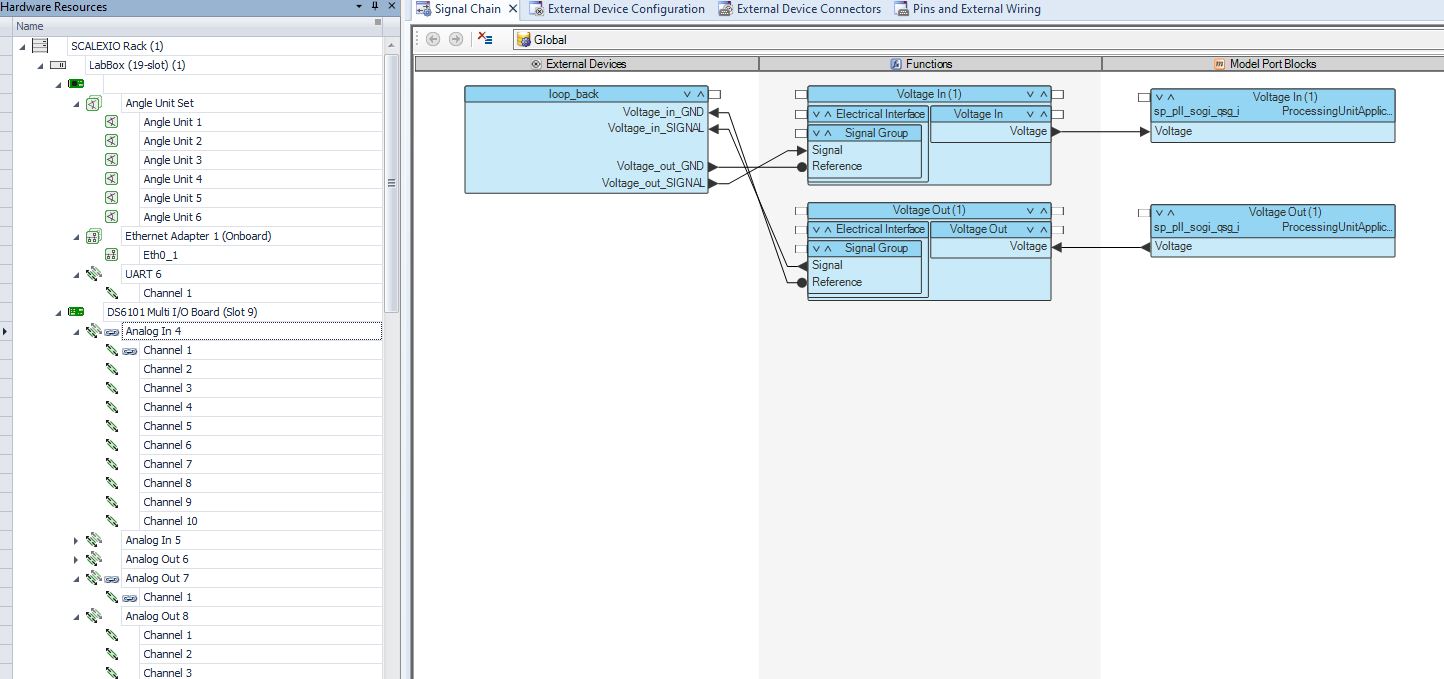 Hardware Resources
Name
SCALEXIO Rack (1)
LabBox (19-slot) (1)
Angle Unit Set
Angle Unit 1
Angle Unit 2
Angle Unit 3
Angle Unit 4
Angle Unit 5
Angle Unit 6
Ethernet Adapter 1 (Onboard)
Eth0_1
UART 6
Channel 1
DS6101 Multi I/O Board (Slot 9)
Analog In 4
Channel 1
Channel 2
Channel 3
Channel 4
Channel 5
Channel 6
Channel 7
Channel 8
Channel 9
Channel 10
Analog In 5
Analog Out 6
Analog Out 7
Channel 1
Analog Out 8
Channel 1
Channel 2
Channel 3
Signal Chain External Device Configuration External Device Connectors Pins and External Wiring
Global
External Devices Functions Model Port Blocks
loop_back
Voltage_in_GND
Voltage_in_SIGNAL
Voltage_out_GND
Voltage_out_SIGNAL
Voltage In (1)
Electrical Interface Voltage In
Signal Group Voltage
Signal
Reference
Voltage Out (1)
Electrical Interface Voltage Out
Signal Group Voltage
Signal
Reference
Voltage In (1)
sp_pll_sogi_qsg_i ProcessingUnitApplic...
Voltage
Voltage Out (1)
sp_pll_sogi_qsg_i ProcessingUnitApplic...
Voltage